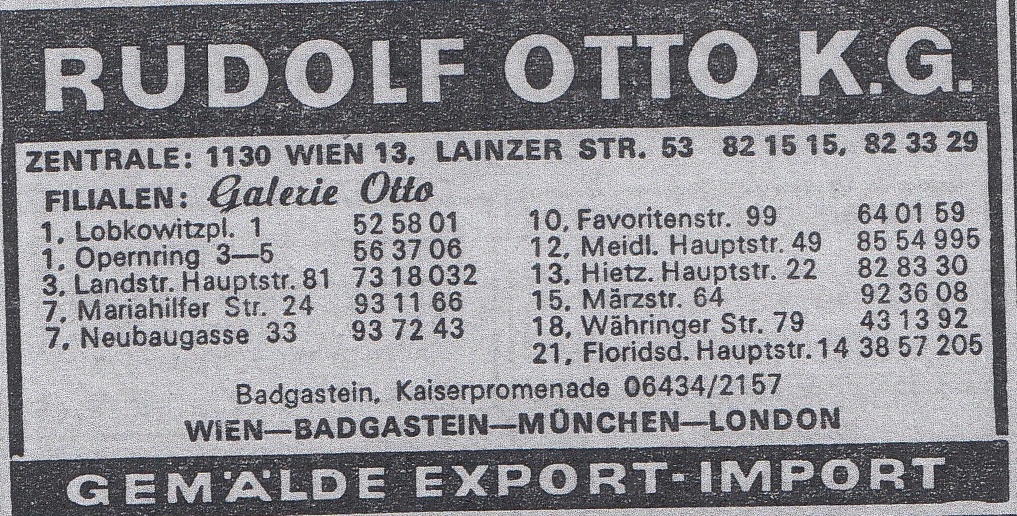 RUDOLF OTTO K.G.
ZENTRALE: 1130 WIEN 13, LAINZER STR. 53 82 15 15, 82 33 29
FILIALEN: Galerie Otto
1, Lobkowitzpl. 1 52 58 01
1, Opernring 3—5 56 37 06
3, Landstr. Hauptstr. 81 73 18 032
7, Mariahilfer Str. 24 93 11 66
7, Neubaugasse 33 93 72 43
10, Favoritenstr. 99 64 01 59
12, Meidl. Hauptstr. 49 85 54 995
13, Hietz. Hauptstr. 22 82 83 30
15, Märzstr. 64 92 36 08
18, Währinger Str. 79 43 13 92
21, Floridsd. Hauptstr. 14 38 57 205
Badgastein, Kaiserpromenade 06434/2157
WIEN—BADGASTEIN—MÜNCHEN—LONDON
GEMÄLDE EXPORT-IMPORT